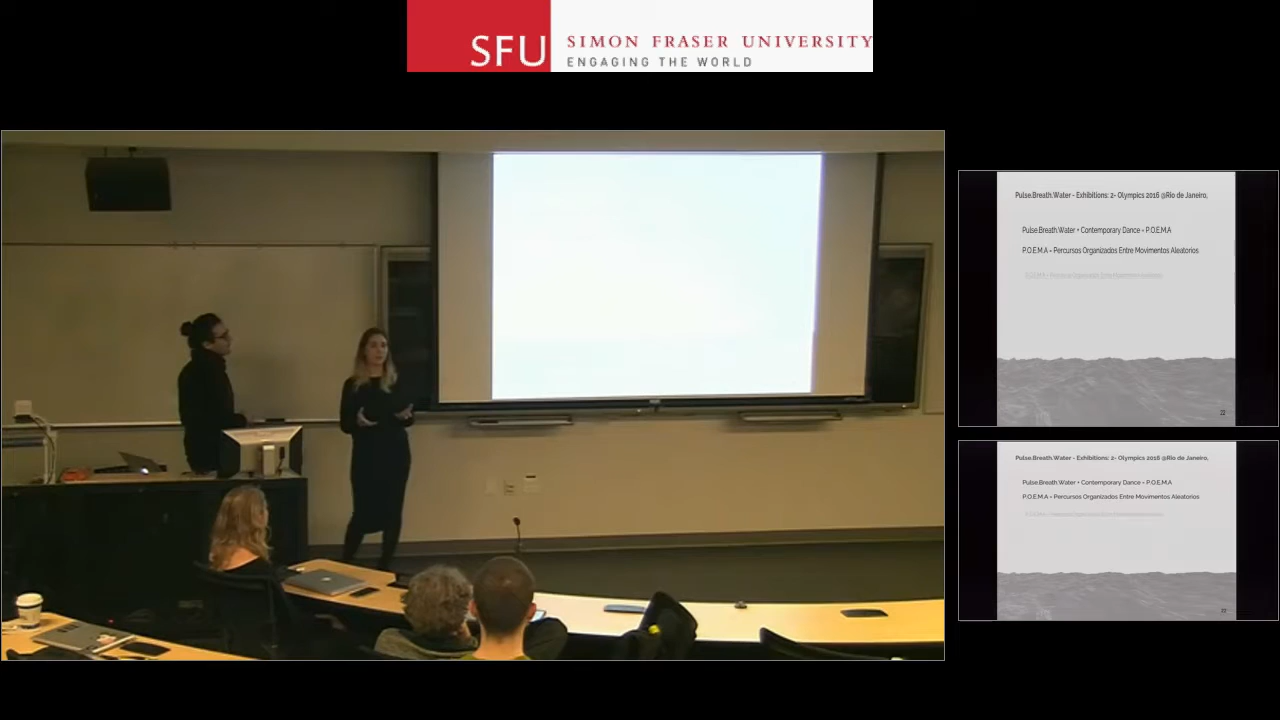 SFU
SIMON FRASER UNIVERSITY
ENGAGING THE WORLD
Pulse.Breath.Water - Exhibitions: 2- Olympics 2016 @Rio de Janeiro,
Pulse.Breath.Water + Contemporary Dance = P.O.E.M.A
P.O.E.M.A = Percursos Organizados Entre Movimentos Aleatorios
22
Pulse.Breath.Water - Exhibitions: 2- Olympics 2016 @Rio de Janeiro,
Pulse.Breath.Water + Contemporary Dance = P.O.E.M.A
P.O.E.M.A = Percursos Organizados Entre Movimentos Aleatorios
22